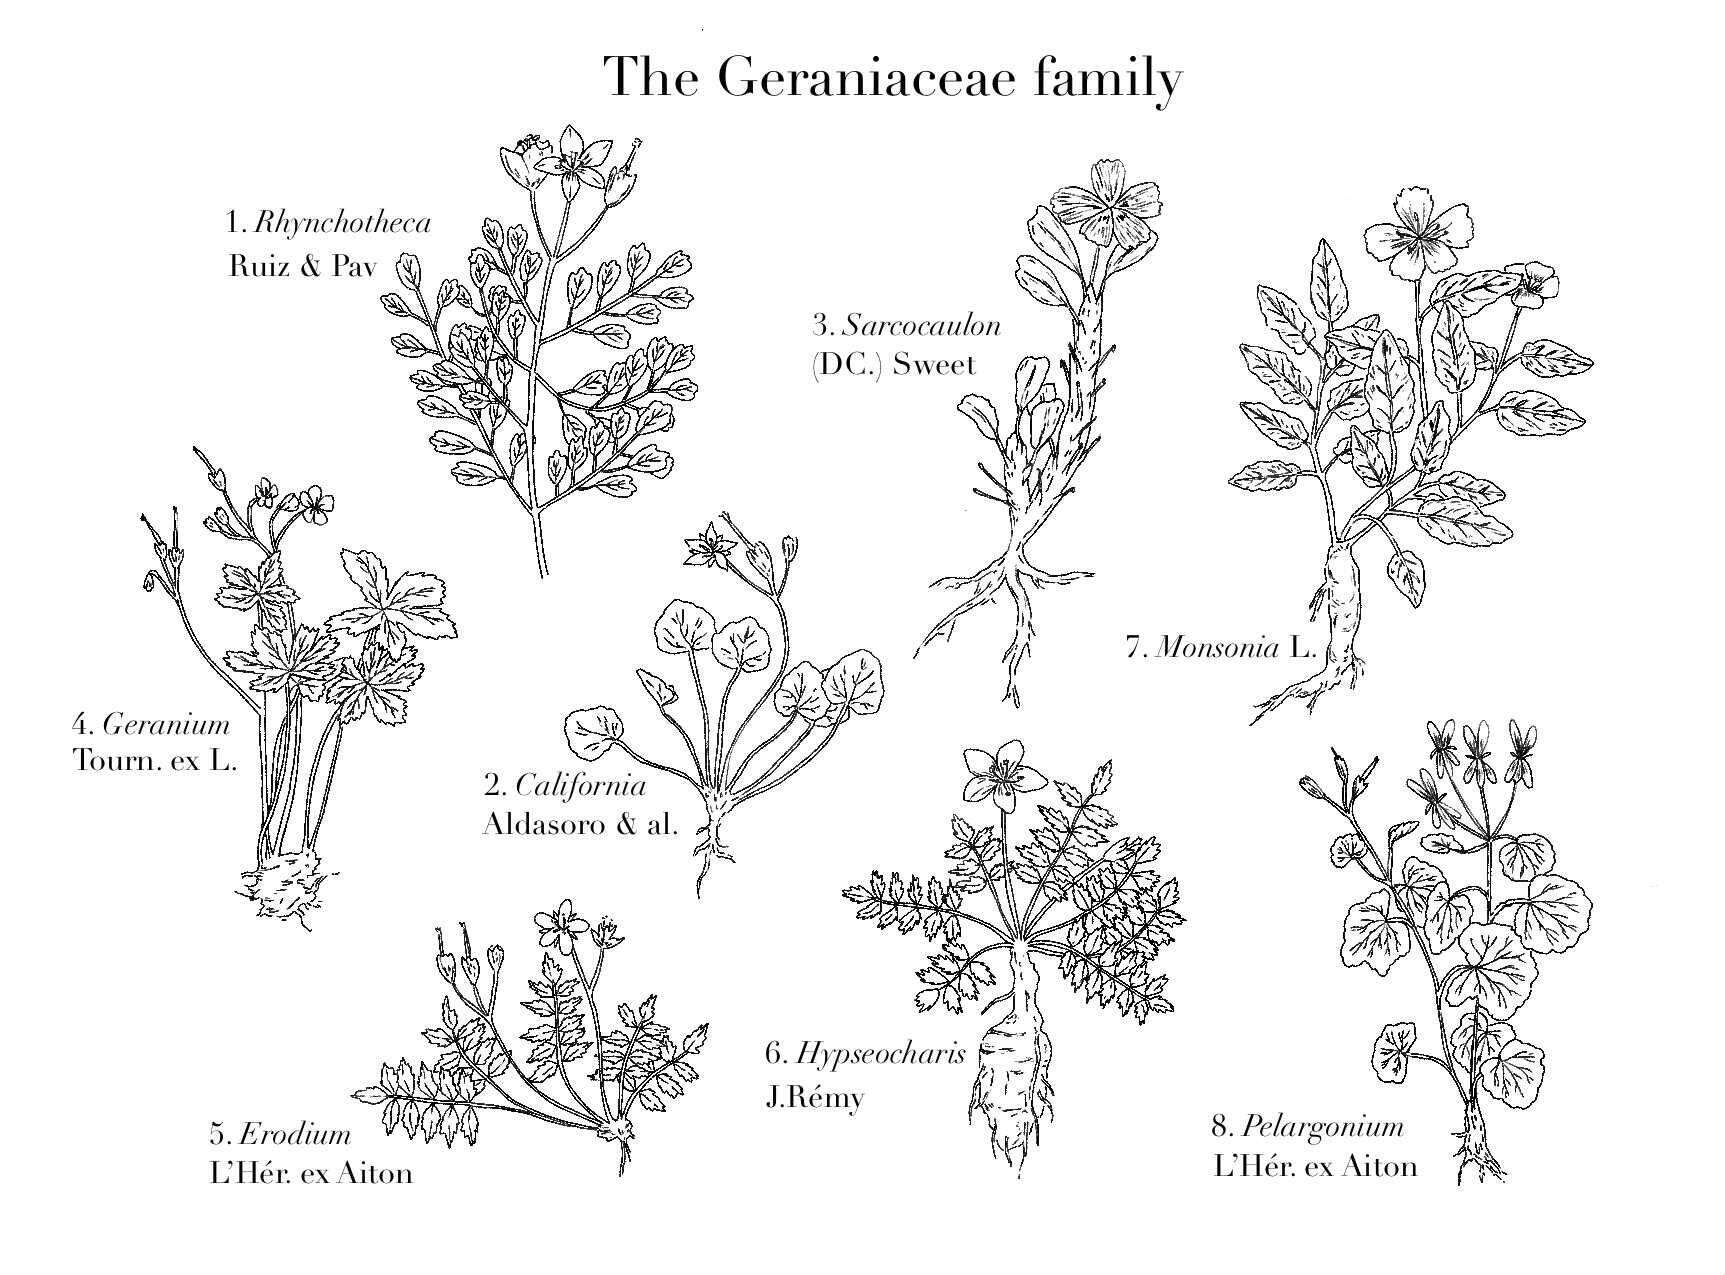 The Geraniaceae family
1. Rhynchotheca
Ruiz & Pav
3. Sarcocaulon
(DC.) Sweet
7. Monsonia L.
4. Geranium
Tourn. ex L.
2. California
Aldasoro & al.
6. Hypseocharis
J.Rémy
5. Erodium
L'Hér. ex Aiton
8. Pelargonium
L'Hér. ex Aiton